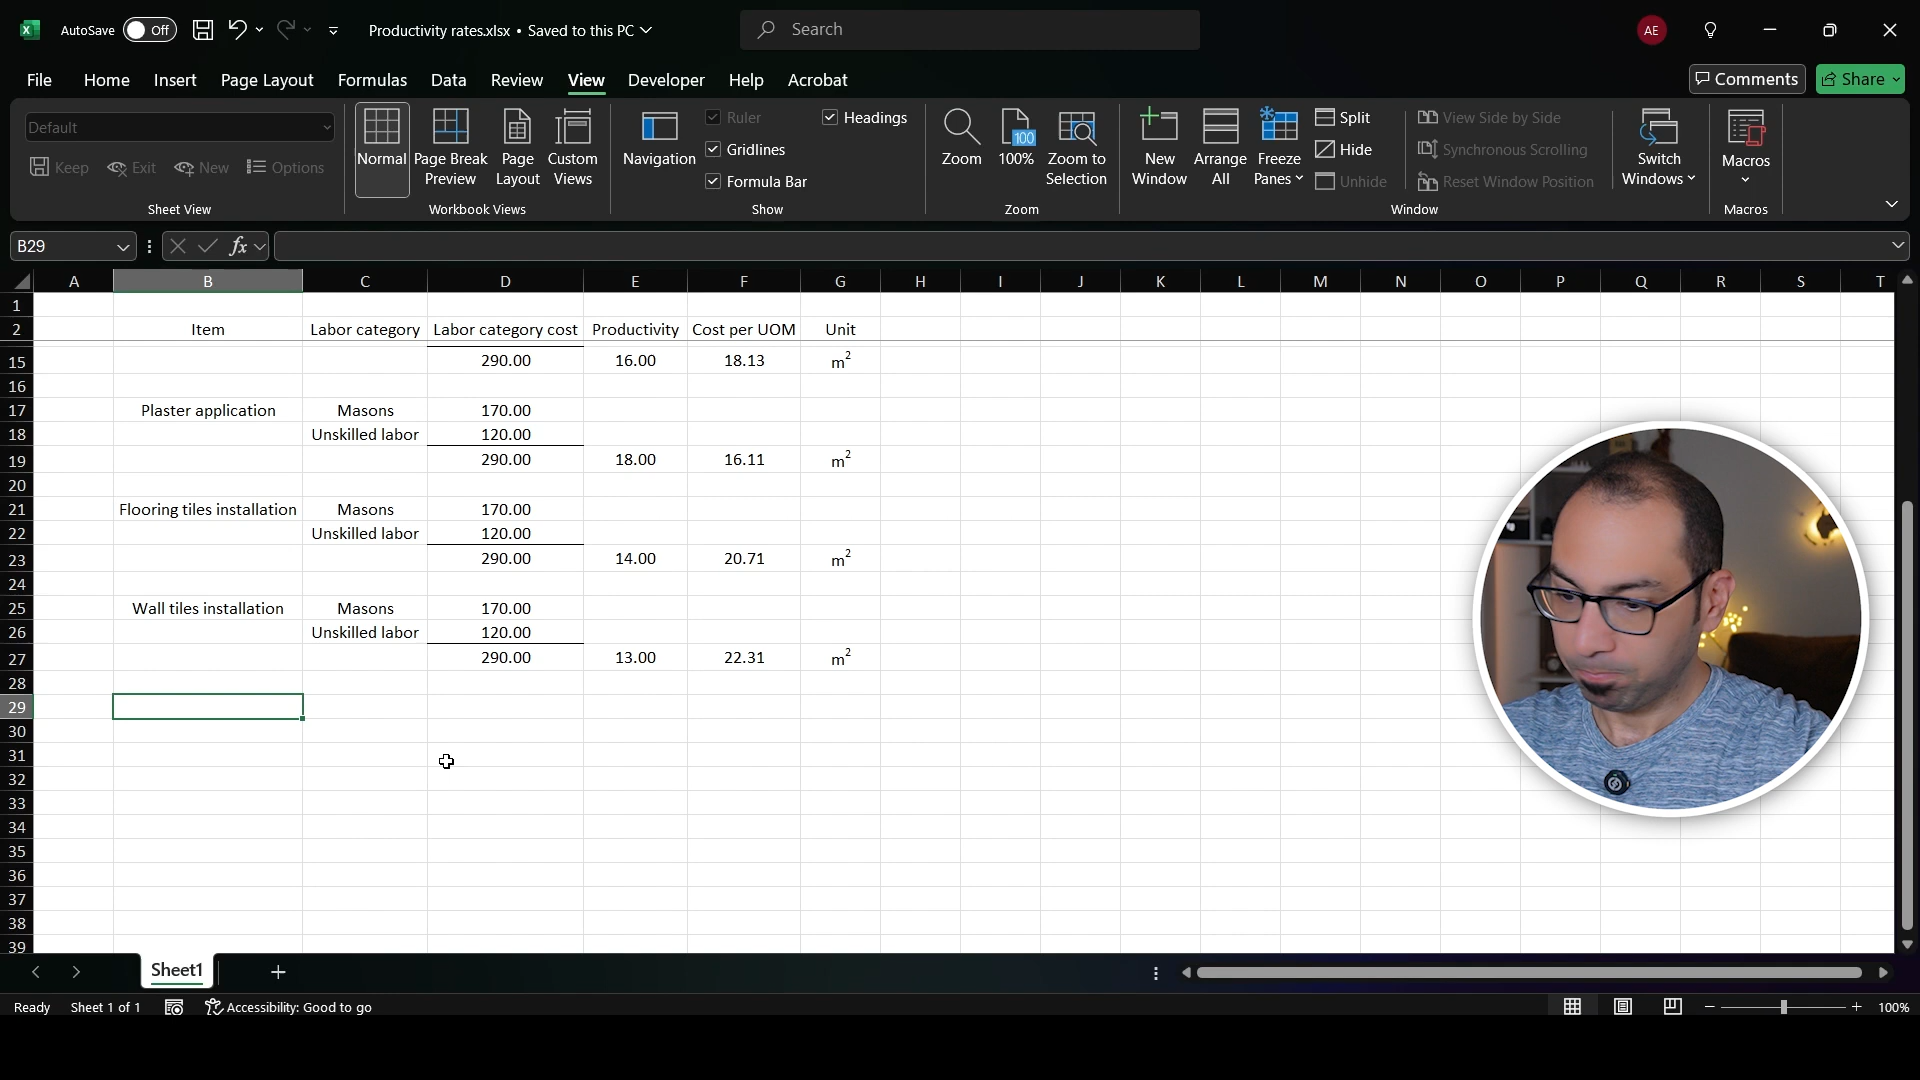 AutoSave Off Productivity rates.xlsx • Saved to this PC Search AE
File Home Insert Page Layout Formulas Data Review View Developer Help Acrobat Comments Share
Default
Keep Exit New Options
Sheet View
Normal Page Break Preview Page Layout Custom Views
Workbook Views
Navigation Ruler Headings
Gridlines
Formula Bar
Show
Zoom 100 100% Zoom to Selection
Zoom
New Window Arrange All Freeze Panes Split
Hide
Unhide
View Side by Side
Synchronous Scrolling
Reset Window Position
Switch Windows
Window
Macros
Macros
B29 fx
A B C D E F G H I J K L M N O P Q R S T
1
2 Item Labor category Labor category cost Productivity Cost per UOM Unit
15 290.00 16.00 18.13 m²
16
17 Plaster application Masons 170.00
18 Unskilled labor 120.00
19 290.00 18.00 16.11 m²
20
21 Flooring tiles installation Masons 170.00
22 Unskilled labor 120.00
23 290.00 14.00 20.71 m²
24
25 Wall tiles installation Masons 170.00
26 Unskilled labor 120.00
27 290.00 13.00 22.31 m²
28
29
30
31
32
33
34
35
36
37
38
39
Sheet1
Ready Sheet 1 of 1 Accessibility: Good to go 100%